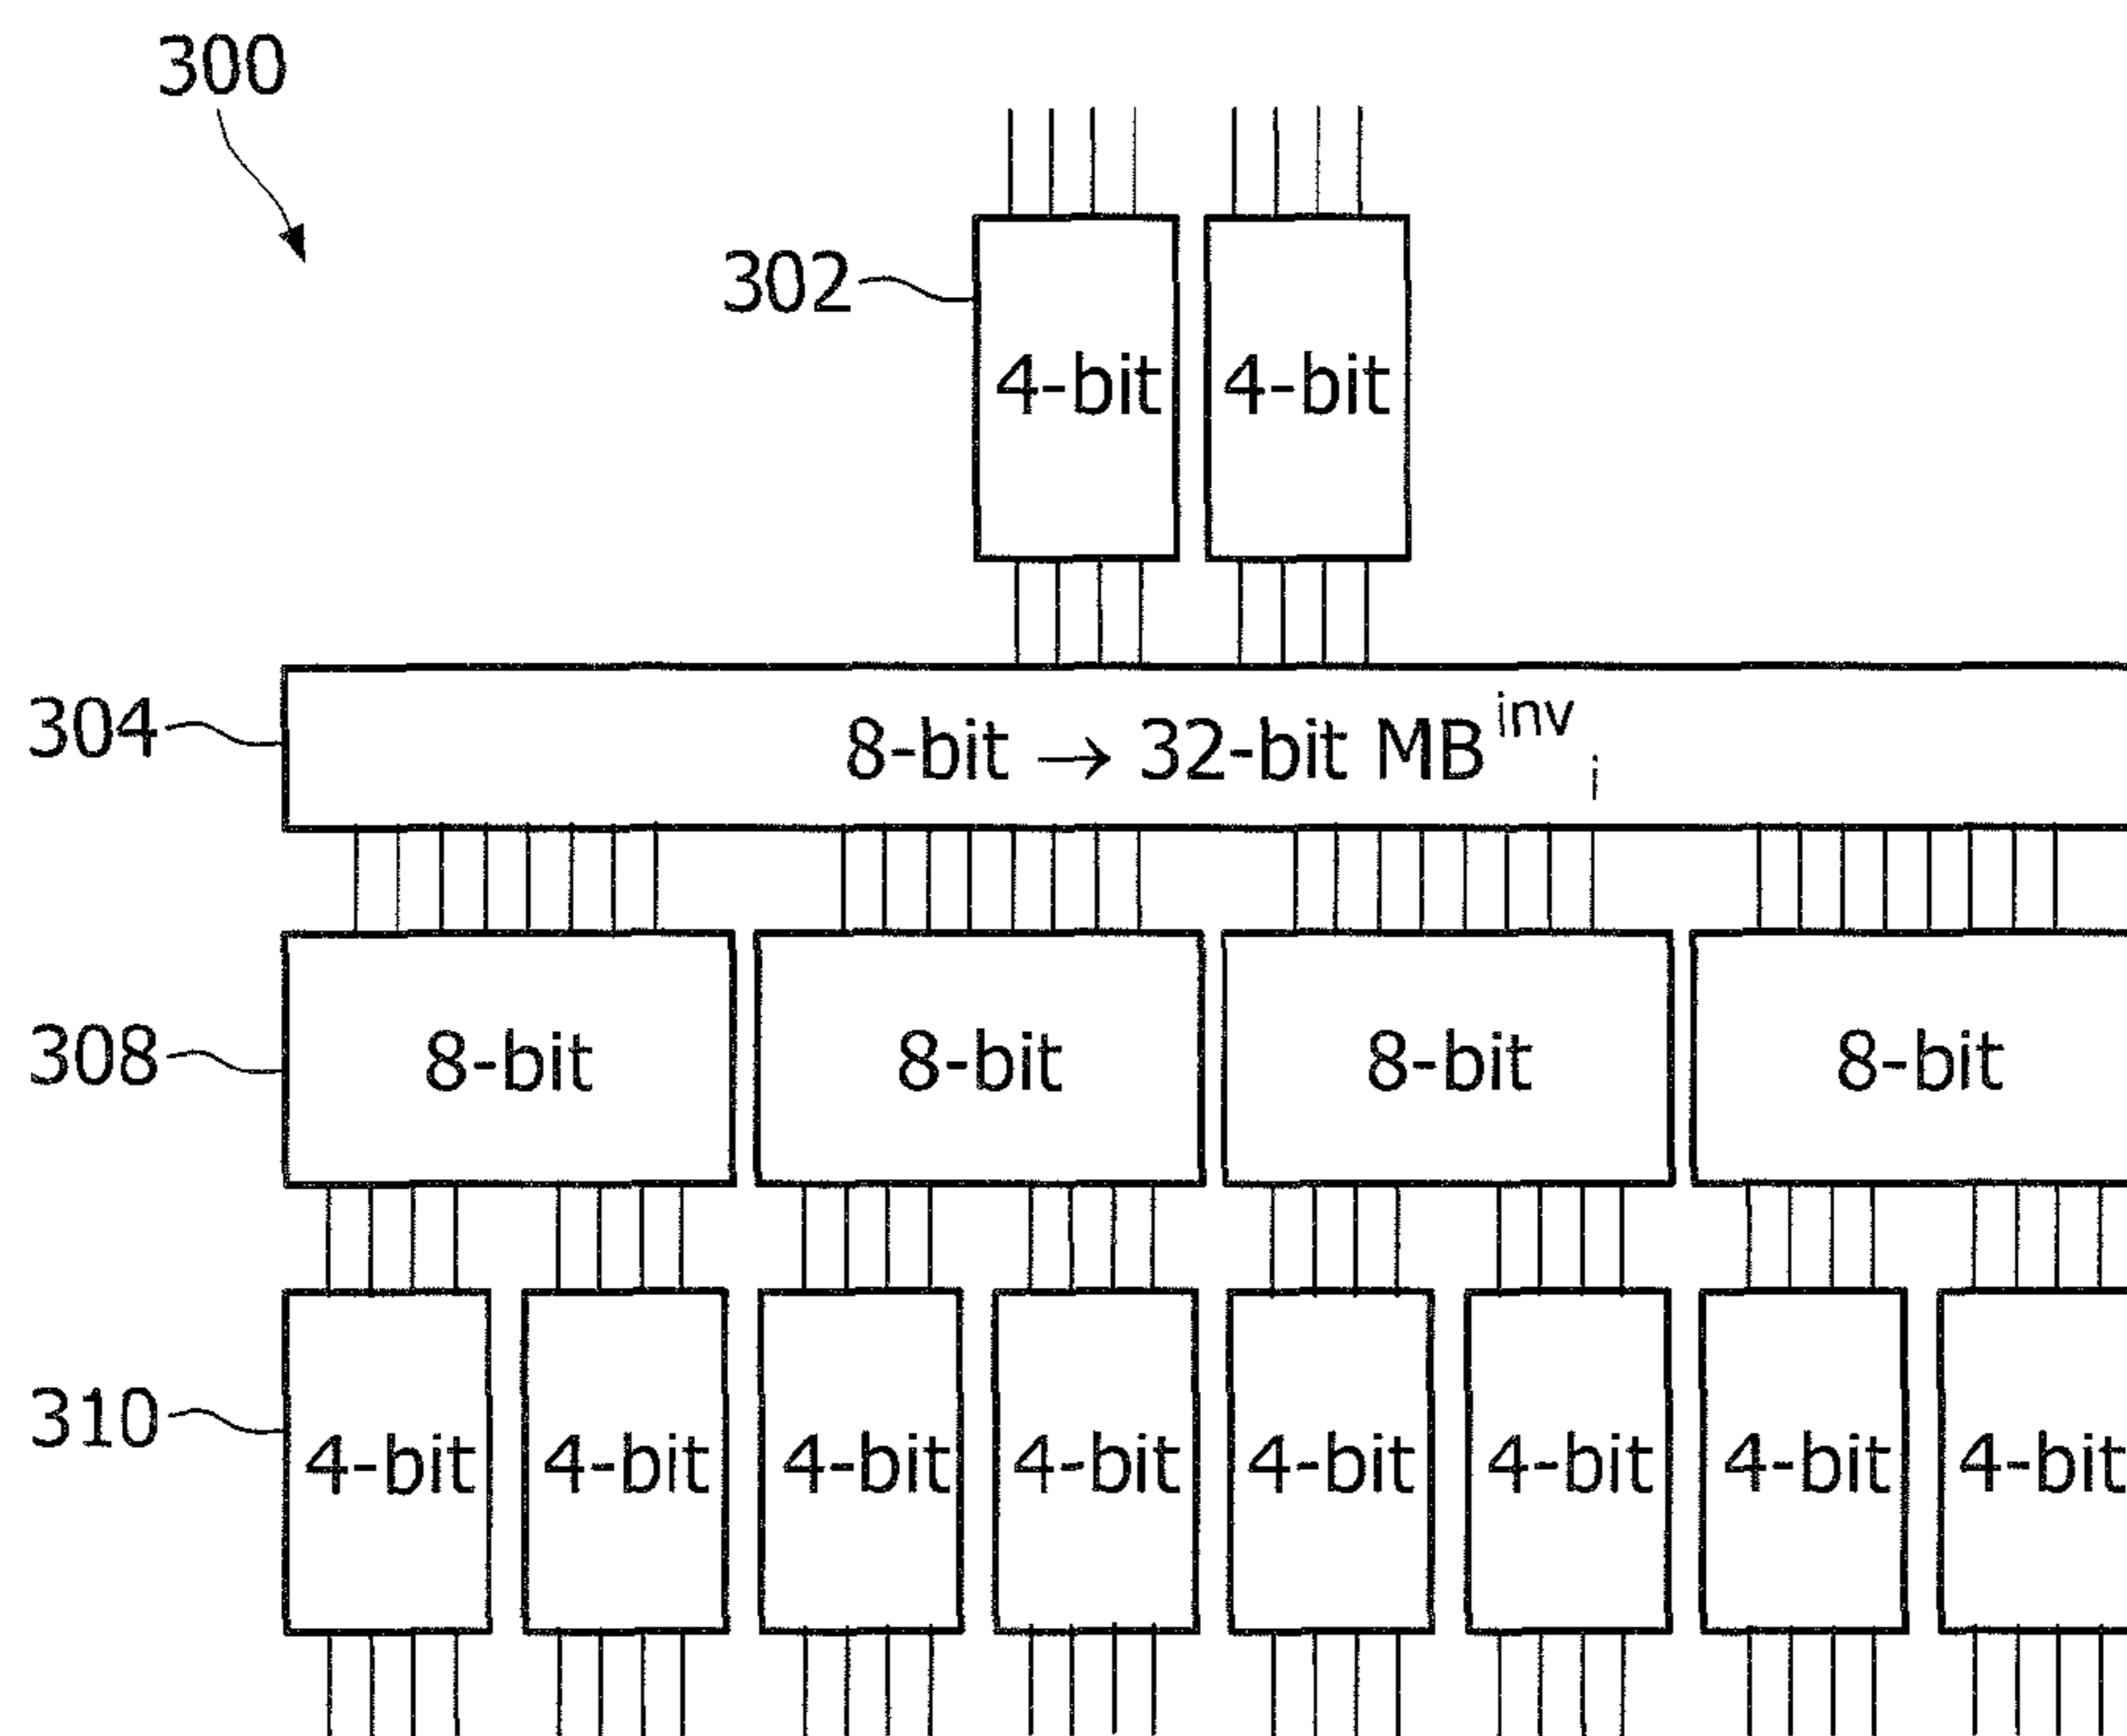 300
302
4-bit 4-bit
304
8-bit → 32-bit MB^inv_i
308
8-bit 8-bit 8-bit 8-bit
310
4-bit 4-bit 4-bit 4-bit 4-bit 4-bit 4-bit 4-bit